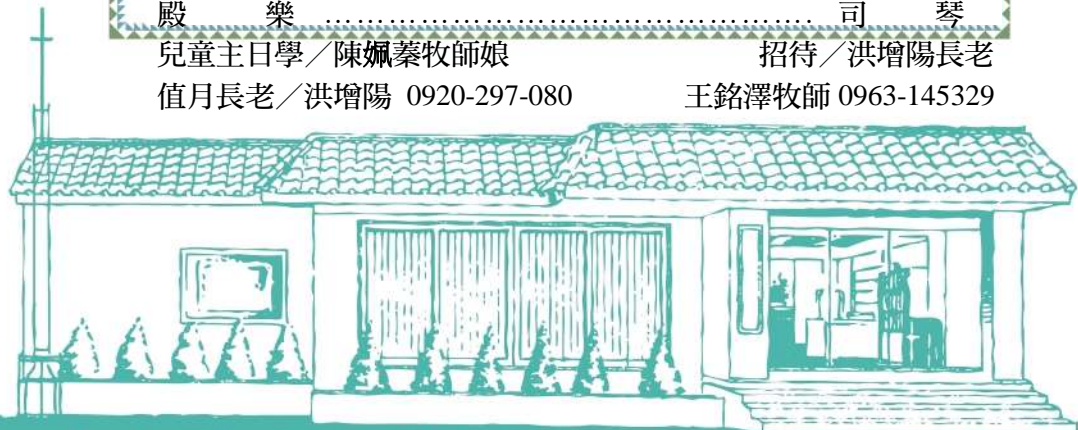 殿 樂 ………………………………………… 司 琴
兒童主日學／陳姵蓁牧師娘 招待／洪增陽長老
值月長老／洪增陽 0920-297-080 王銘澤牧師 0963-145329